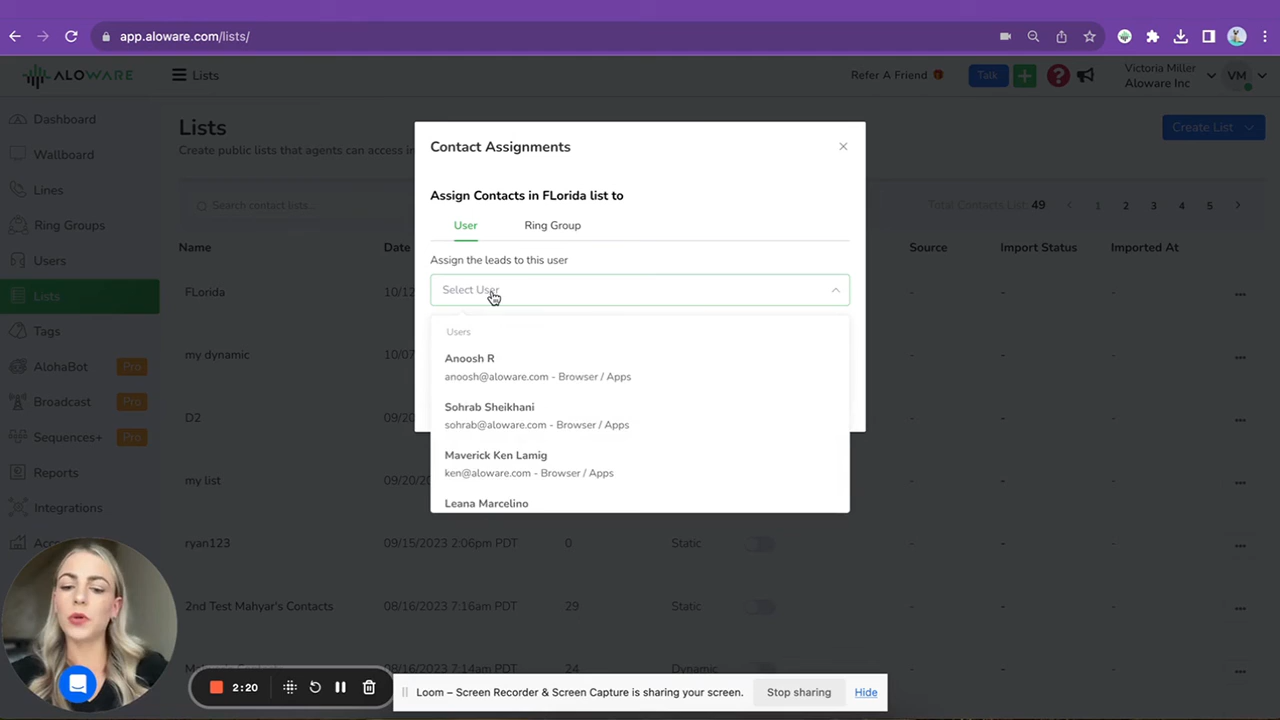 app.aloware.com/lists/
ALOWARE
Lists
Refer A Friend
Talk
Victoria Miller
Aloware Inc
VM
Dashboard
Wallboard
Lines
Ring Groups
Users
Lists
Tags
AlohaBot Pro
Broadcast Pro
Sequences+ Pro
Reports
Integrations
Lists
Create public lists that agents can access in
Create List
Search contact lists...
Total Contacts List: 49
1 2 3 4 5
Name Date Source Import Status Imported At
FLorida 10/12 - - -
my dynamic 10/07 - - -
D2 09/20 - - -
my list 09/20/20 - - -
ryan123 09/15/2023 2:06pm PDT 0 Static - - -
2nd Test Mahyar's Contacts 08/16/2023 7:16am PDT 29 Static - - -
08/16/2023 7:14am PDT 24 Dynamic
Contact Assignments
Assign Contacts in FLorida list to
User Ring Group
Assign the leads to this user
Select User
Users
Anoosh R
anoosh@aloware.com - Browser / Apps
Sohrab Sheikhani
sohrab@aloware.com - Browser / Apps
Maverick Ken Lamig
ken@aloware.com - Browser / Apps
Leana Marcelino
2:20
Loom – Screen Recorder & Screen Capture is sharing your screen.
Stop sharing
Hide